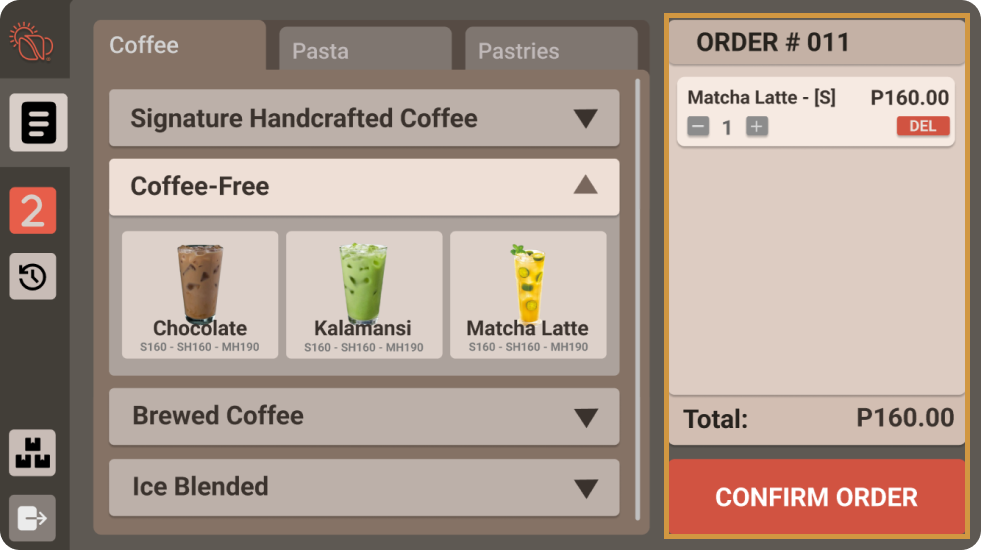 Coffee
Pasta
Pastries
Signature Handcrafted Coffee
Coffee-Free
Chocolate
S160 - SH160 - MH190
Kalamansi
S160 - SH160 - MH190
Matcha Latte
S160 - SH160 - MH190
Brewed Coffee
Ice Blended
2
ORDER # 011
Matcha Latte - [S] P160.00
1 DEL
Total: P160.00
CONFIRM ORDER